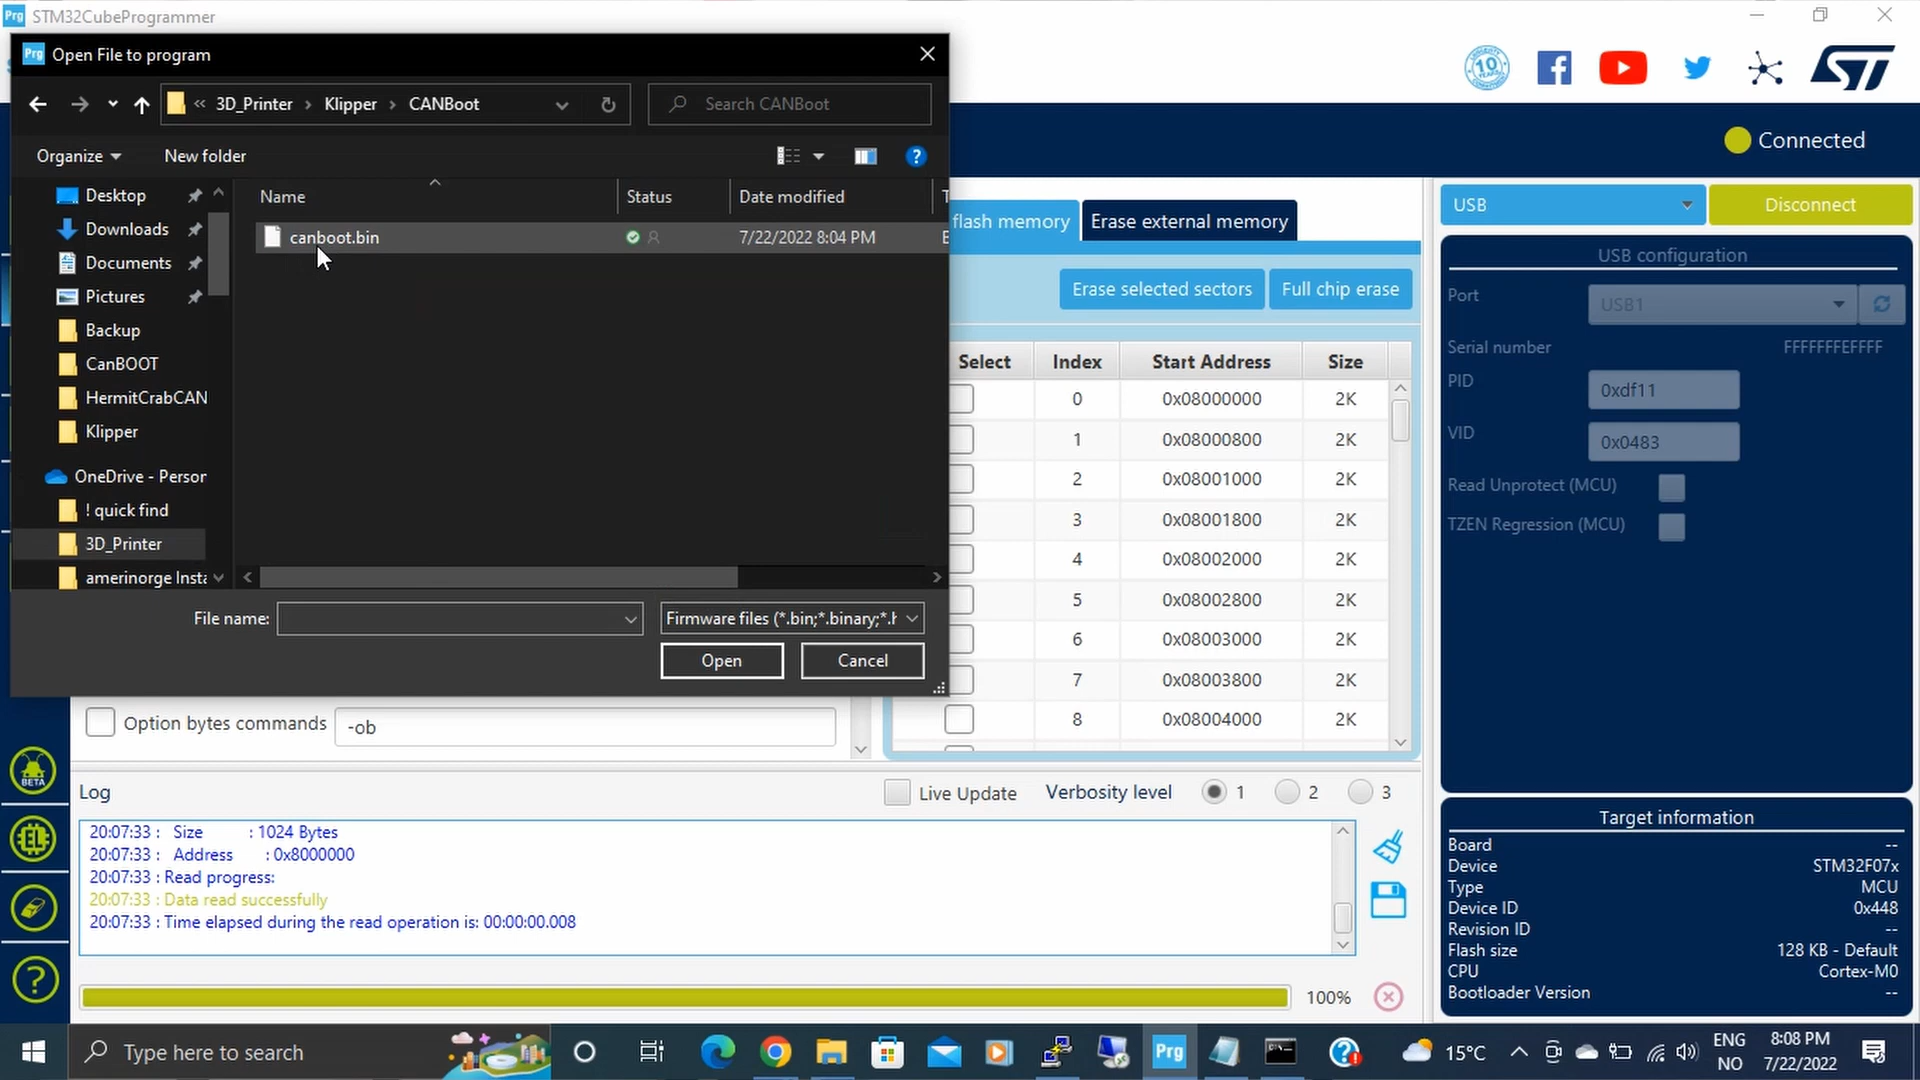 Prg STM32CubeProgrammer
Prg Open File to program
« 3D_Printer › Klipper › CANBoot
Search CANBoot
Organize
New folder
Desktop
Downloads
Documents
Pictures
Backup
CanBOOT
HermitCrabCAN
Klipper
OneDrive - Person
! quick find
3D_Printer
amerinorge Insta
Name Status Date modified T
canboot.bin 7/22/2022 8:04 PM
File name:
Firmware files (*.bin;*.binary;*.h
Open
Cancel
10
ST
Connected
flash memory
Erase external memory
Erase selected sectors
Full chip erase
Select Index Start Address Size
0 0x08000000 2K
1 0x08000800 2K
2 0x08001000 2K
3 0x08001800 2K
4 0x08002000 2K
5 0x08002800 2K
6 0x08003000 2K
7 0x08003800 2K
8 0x08004000 2K
USB
Disconnect
USB configuration
Port USB1
Serial number FFFFFFFEFFFF
PID 0xdf11
VID 0x0483
Read Unprotect (MCU)
TZEN Regression (MCU)
Option bytes commands -ob
BETA
EL
?
Log
Live Update
Verbosity level 1 2 3
20:07:33 : Size : 1024 Bytes
20:07:33 : Address : 0x8000000
20:07:33 : Read progress:
20:07:33 : Data read successfully
20:07:33 : Time elapsed during the read operation is: 00:00:00.008
100%
Target information
Board --
Device STM32F07x
Type MCU
Device ID 0x448
Revision ID --
Flash size 128 KB - Default
CPU Cortex-M0
Bootloader Version --
Type here to search
Prg
15°C
ENG
NO
8:08 PM
7/22/2022